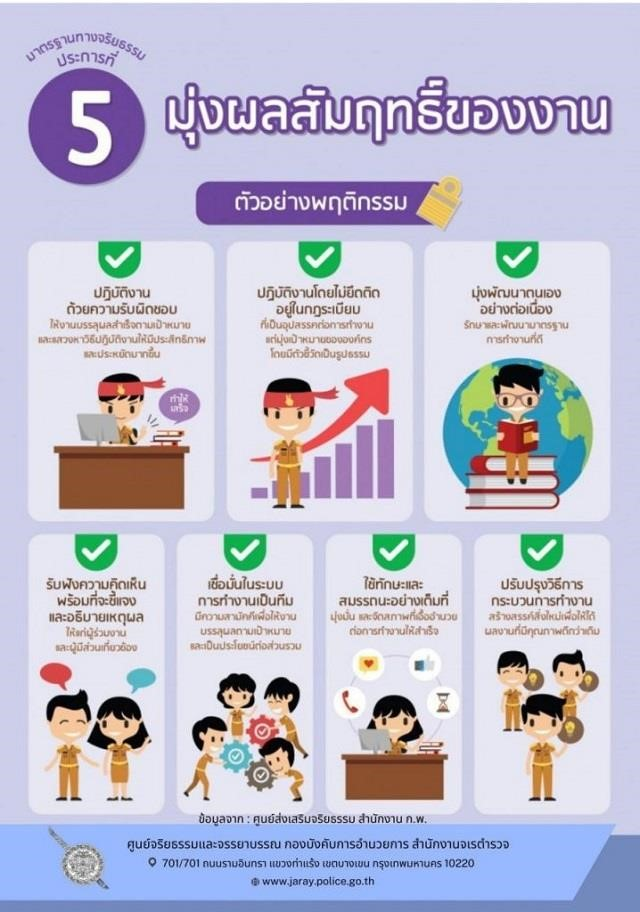 มาตรฐานทางจริยธรรม
ประการที่
5
มุ่งผลสัมฤทธิ์ของงาน
ตัวอย่างพฤติกรรม
ปฏิบัติงาน
ด้วยความรับผิดชอบ
ให้งานบรรลุผลสำเร็จตามเป้าหมาย
และแสวงหาวิธีปฏิบัติงานให้มีประสิทธิภาพ
และประหยัดมากขึ้น
ทำให้
เสร็จ
ปฏิบัติงานโดยไม่ยึดติด
อยู่ในกฎระเบียบ
ที่เป็นอุปสรรคต่อการทำงาน
แต่มุ่งเป้าหมายขององค์กร
โดยมีตัวชี้วัดเป็นรูปธรรม
มุ่งพัฒนาตนเอง
อย่างต่อเนื่อง
รักษาและพัฒนามาตรฐาน
การทำงานที่ดี
รับฟังความคิดเห็น
พร้อมที่จะชี้แจง
และอธิบายเหตุผล
ให้แก่ผู้ร่วมงาน
และผู้มีส่วนเกี่ยวข้อง
เชื่อมั่นในระบบ
การทำงานเป็นทีม
มีความสามัคคีเพื่อให้งาน
บรรลุผลตามเป้าหมาย
และเป็นประโยชน์ต่อส่วนรวม
ใช้ทักษะและ
สมรรถนะอย่างเต็มที่
มุ่งมั่น และจัดสภาพที่เอื้ออำนวย
ต่อการทำงานให้สำเร็จ
ปรับปรุงวิธีการ
กระบวนการทำงาน
สร้างสรรค์สิ่งใหม่เพื่อให้ได้
ผลงานที่มีคุณภาพดีกว่าเดิม
ข้อมูลจาก : ศูนย์ส่งเสริมจริยธรรม สำนักงาน ก.พ.
ศูนย์จริยธรรมและจรรยาบรรณ กองบังคับการอำนวยการ สำนักงานจเรตำรวจ
701/701 ถนนรามอินทรา แขวงท่าแร้ง เขตบางเขน กรุงเทพมหานคร 10220
www.jaray.police.go.th